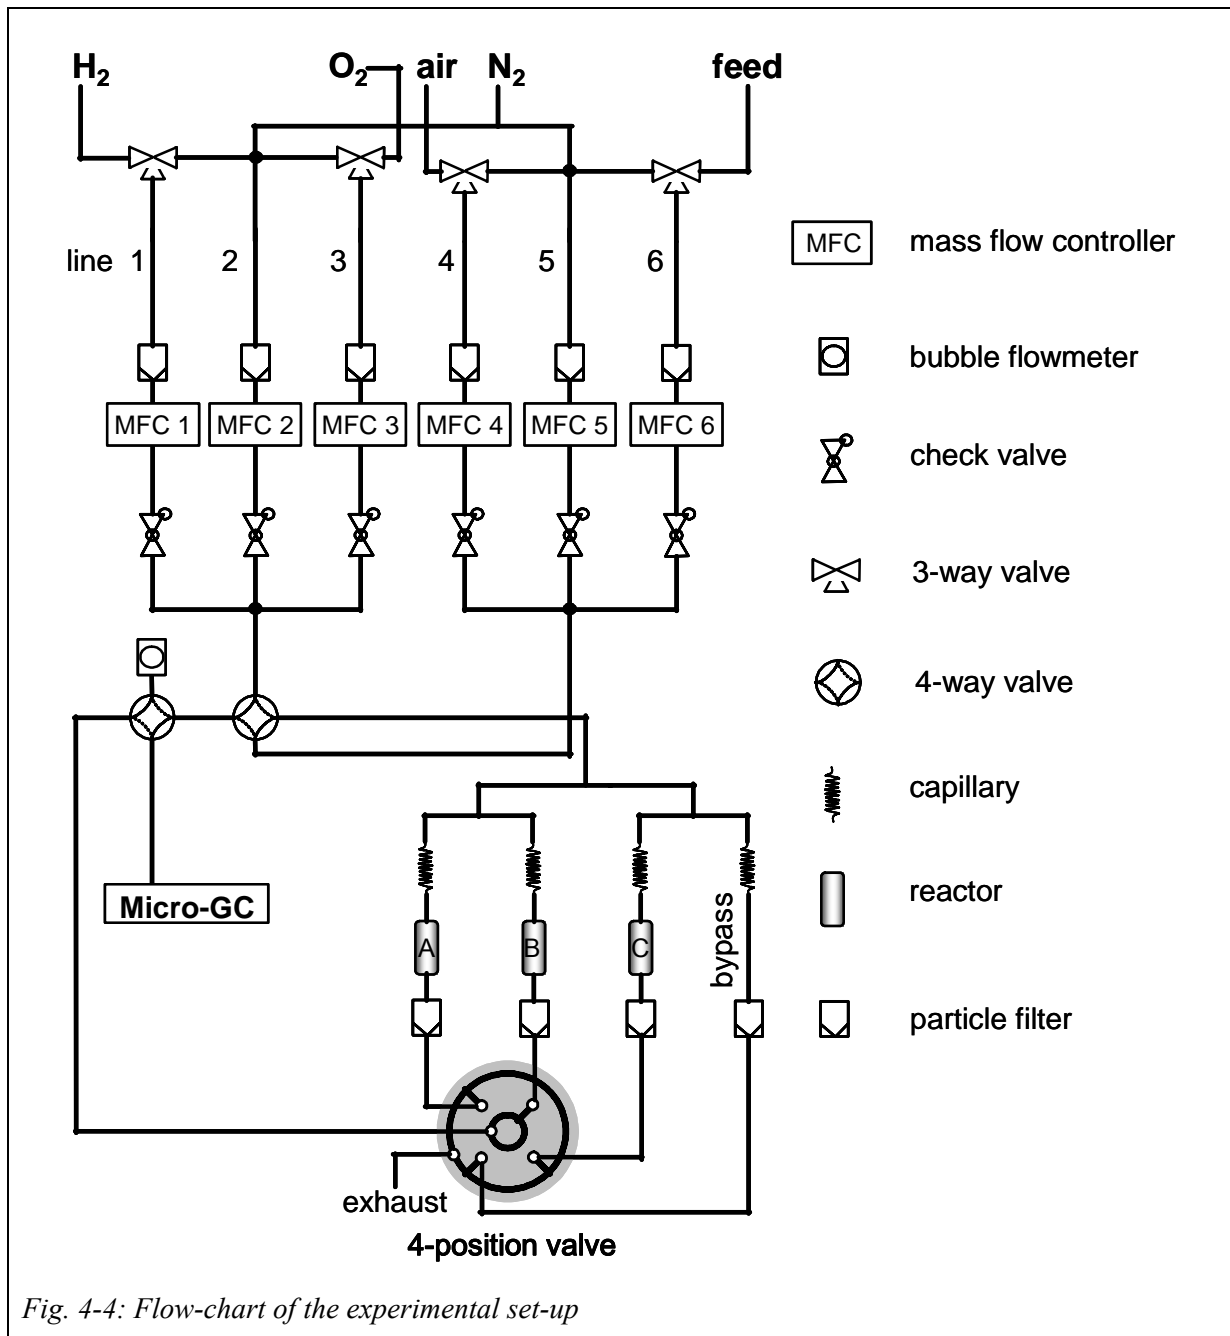 H2 O2 air N2 feed
line 1 2 3 4 5 6
MFC mass flow controller
bubble flowmeter
MFC 1 MFC 2 MFC 3 MFC 4 MFC 5 MFC 6
check valve
3-way valve
4-way valve
capillary
Micro-GC
reactor
A B C bypass
particle filter
exhaust
4-position valve
Fig. 4-4: Flow-chart of the experimental set-up